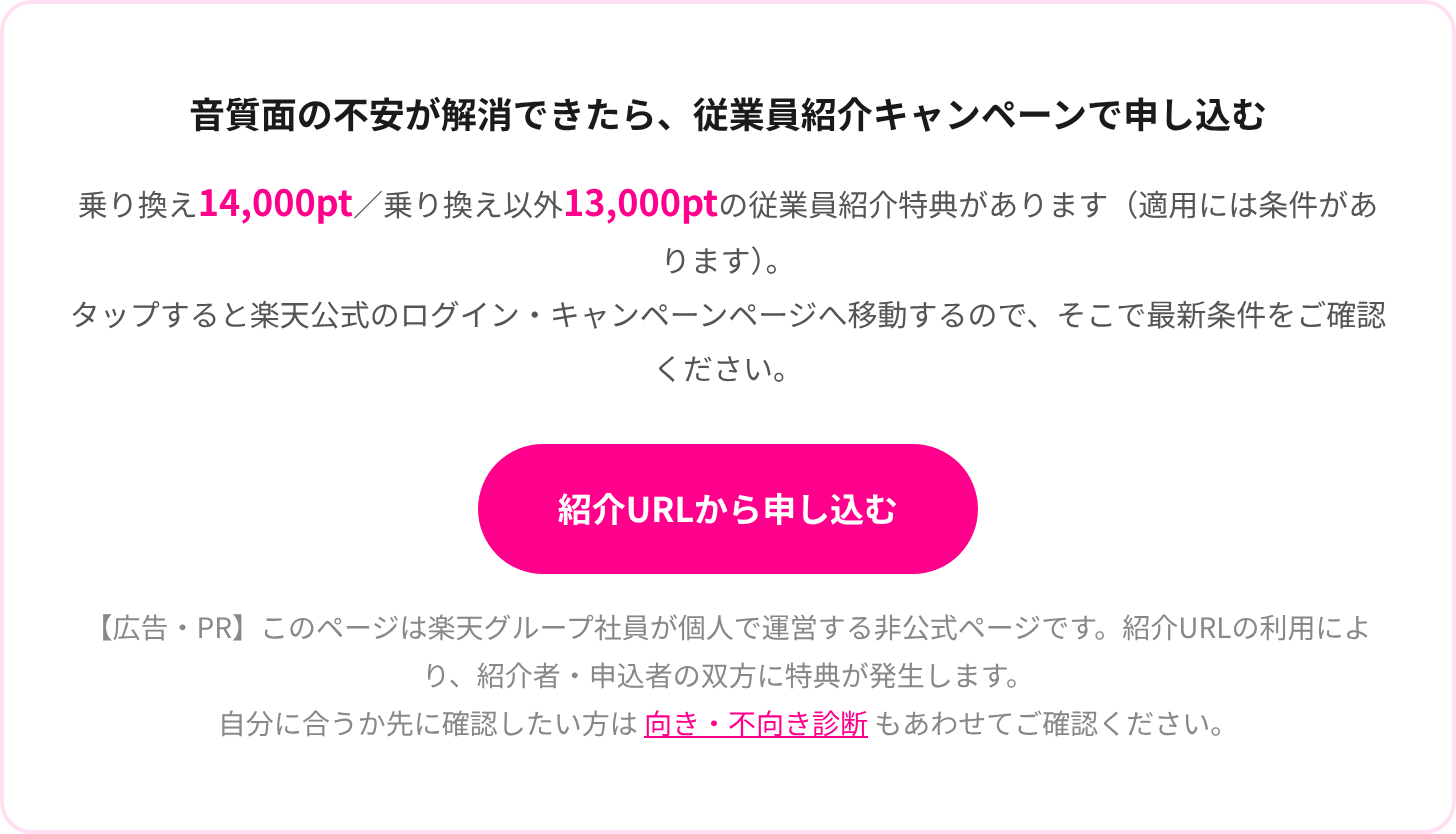 音質面の不安が解消できたら、従業員紹介キャンペーンで申し込む
乗り換え14,000pt／乗り換え以外13,000ptの従業員紹介特典があります（適用には条件があ
ります）。
タップすると楽天公式のログイン・キャンペーンページへ移動するので、そこで最新条件をご確認
ください。
紹介URLから申し込む
【広告・PR】このページは楽天グループ社員が個人で運営する非公式ページです。紹介URLの利用によ
り、紹介者・申込者の双方に特典が発生します。
自分に合うか先に確認したい方は 向き・不向き診断 もあわせてご確認ください。